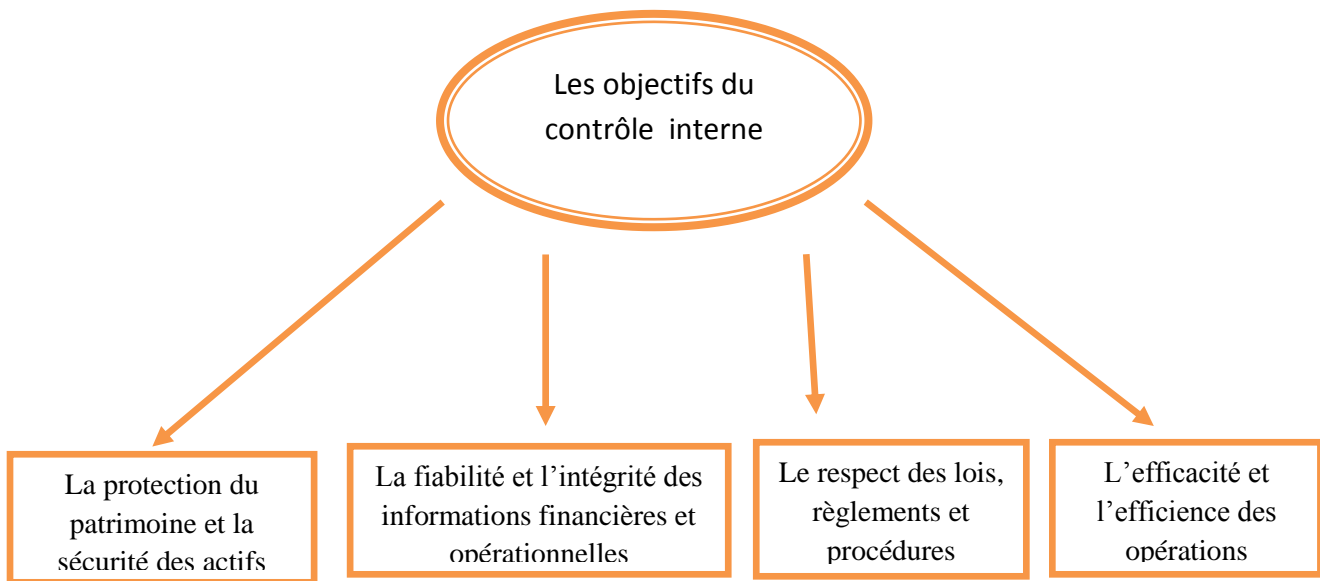 Les objectifs du
contrôle interne
La protection du
patrimoine et la
sécurité des actifs
La fiabilité et l’intégrité des
informations financières et
opérationnelles
Le respect des lois,
règlements et
procédures
L’efficacité et
l’efficience des
opérations